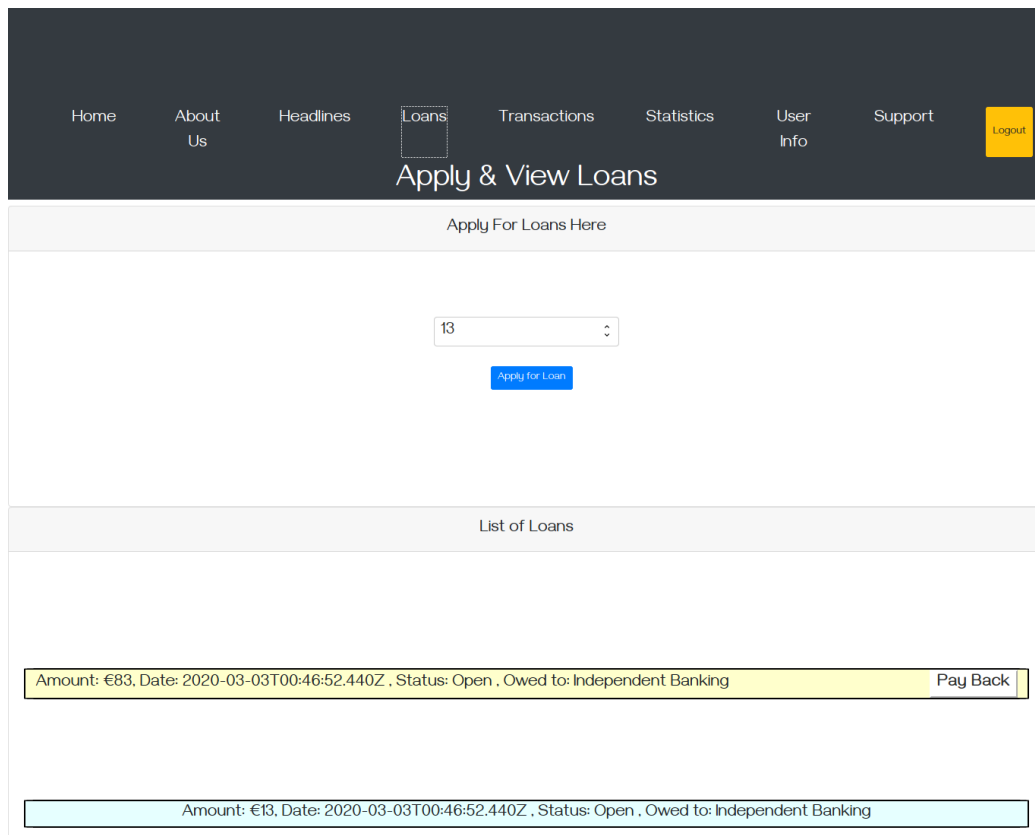 Home About Headlines Loans Transactions Statistics User Support Logout
Us Info
Apply & View Loans
Apply For Loans Here
13
Apply for Loan
List of Loans
Amount: €83, Date: 2020-03-03T00:46:52.440Z , Status: Open , Owed to: Independent Banking Pay Back
Amount: €13, Date: 2020-03-03T00:46:52.440Z , Status: Open , Owed to: Independent Banking